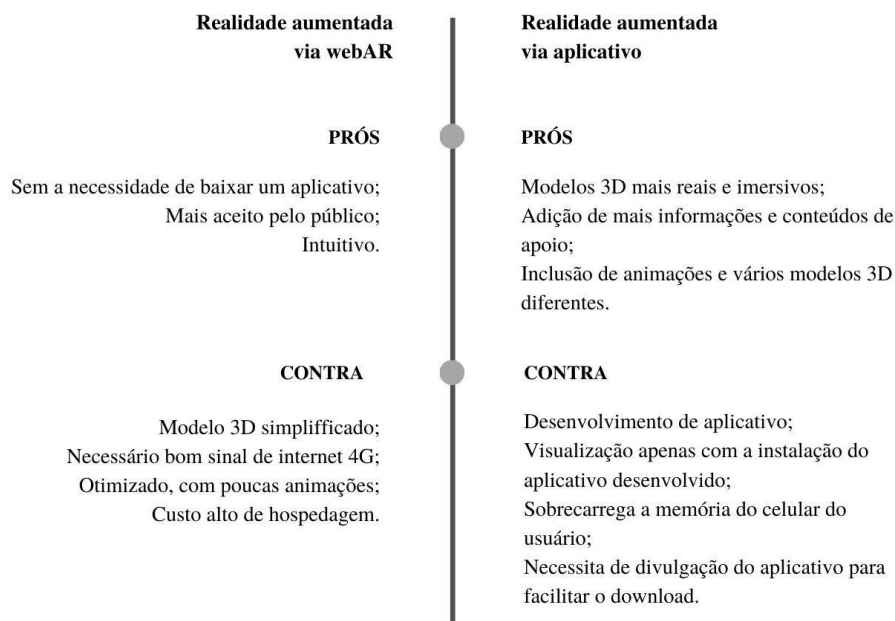 Realidade aumentada
via webAR
PRÓS
Sem a necessidade de baixar um aplicativo;
Mais aceito pelo público;
Intuitivo.
CONTRA
Modelo 3D simplifficado;
Necessário bom sinal de internet 4G;
Otimizado, com poucas animações;
Custo alto de hospedagem.
Realidade aumentada
via aplicativo
PRÓS
Modelos 3D mais reais e imersivos;
Adição de mais informações e conteúdos de
apoio;
Inclusão de animações e vários modelos 3D
diferentes.
CONTRA
Desenvolvimento de aplicativo;
Visualização apenas com a instalação do
aplicativo desenvolvido;
Sobrecarrega a memória do celular do
usuário;
Necessita de divulgação do aplicativo para
facilitar o download.